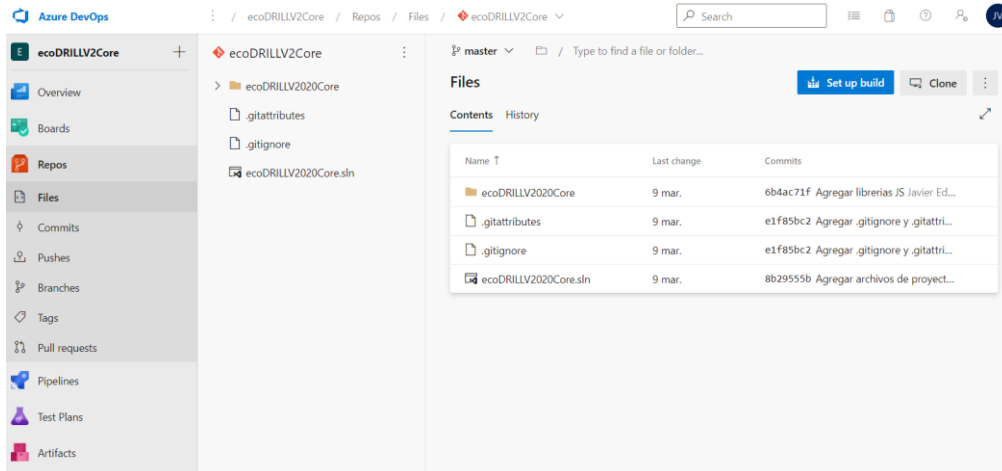 Azure DevOps
/ ecoDRILLV2Core / Repos / Files / ecoDRILLV2Core
Search
JV
E ecoDRILLV2Core
Overview
Boards
Repos
Files
Commits
Pushes
Branches
Tags
Pull requests
Pipelines
Test Plans
Artifacts
ecoDRILLV2Core
ecoDRILLV2020Core
.gitattributes
.gitignore
ecoDRILLV2020Core.sln
master / Type to find a file or folder...
Files
Set up build
Clone
Contents History
Name ↑ Last change Commits
ecoDRILLV2020Core 9 mar. 6b4ac71f Agregar librerias JS Javier Ed...
.gitattributes 9 mar. e1f85bc2 Agregar .gitignore y .gitattri...
.gitignore 9 mar. e1f85bc2 Agregar .gitignore y .gitattri...
ecoDRILLV2020Core.sln 9 mar. 8b29555b Agregar archivos de proyect...